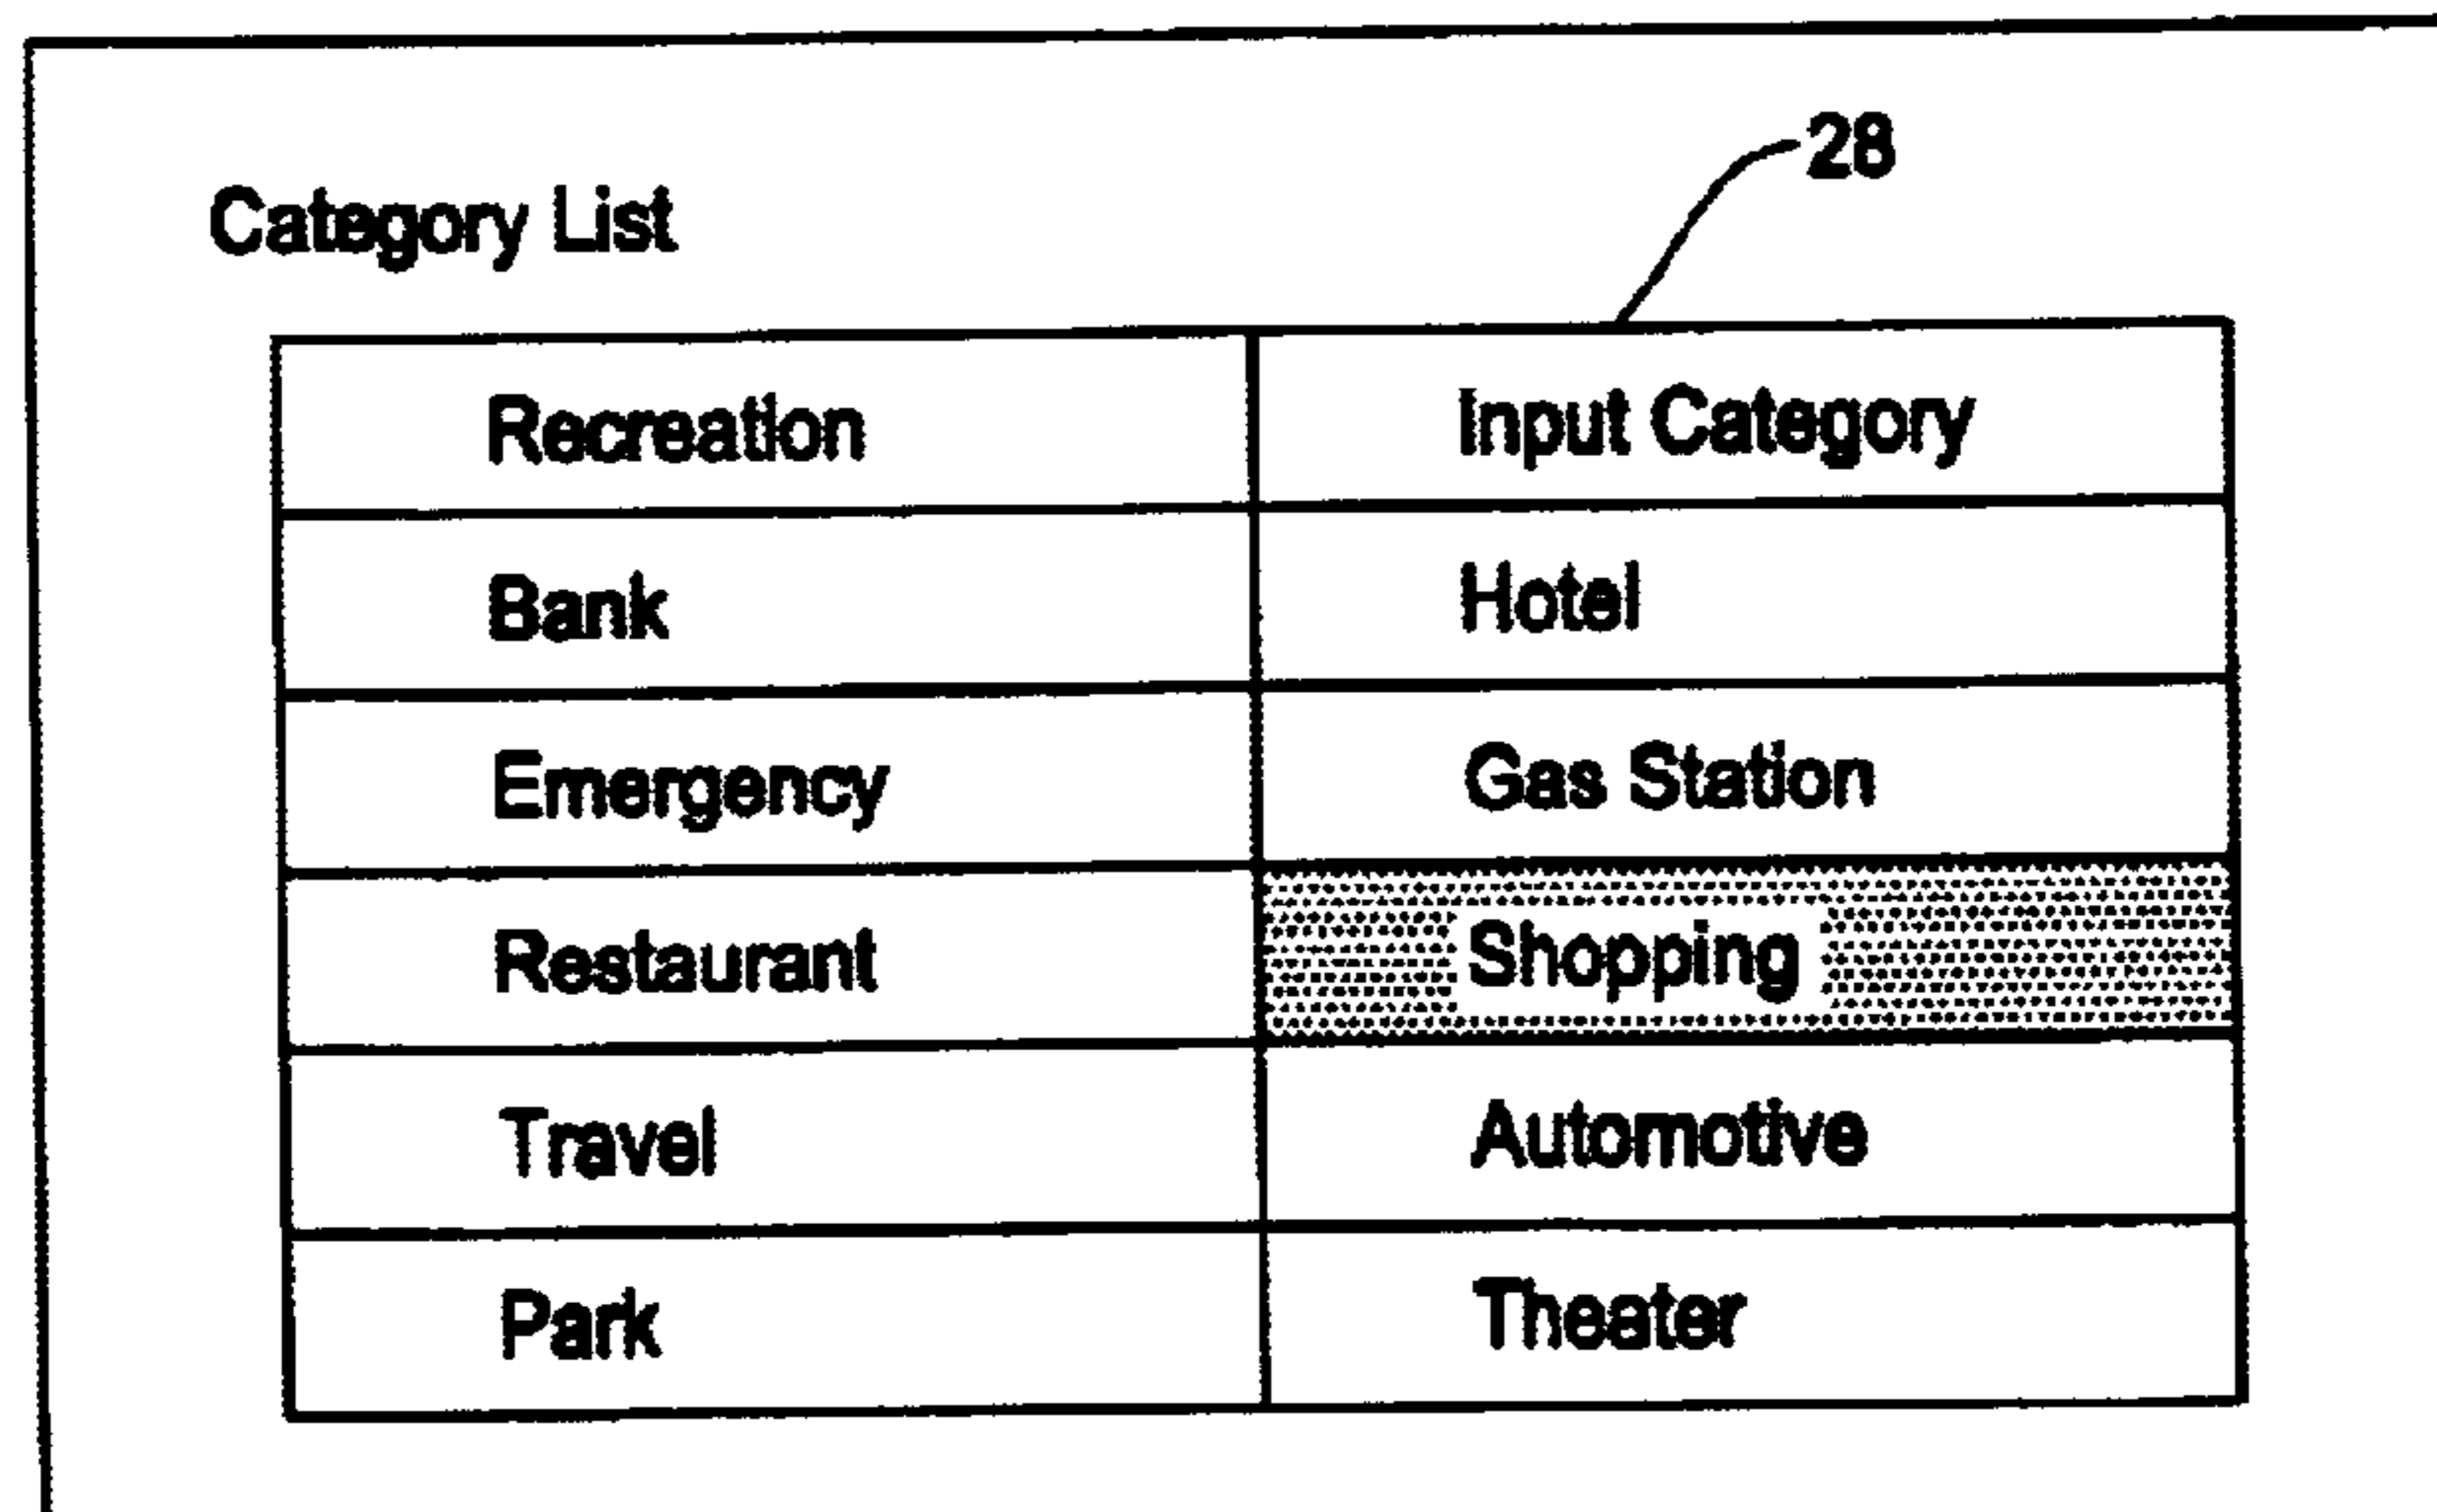 28
Category List
Recreation Input Category
Bank Hotel
Emergency Gas Station
Restaurant Shopping
Travel Automotive
Park Theater